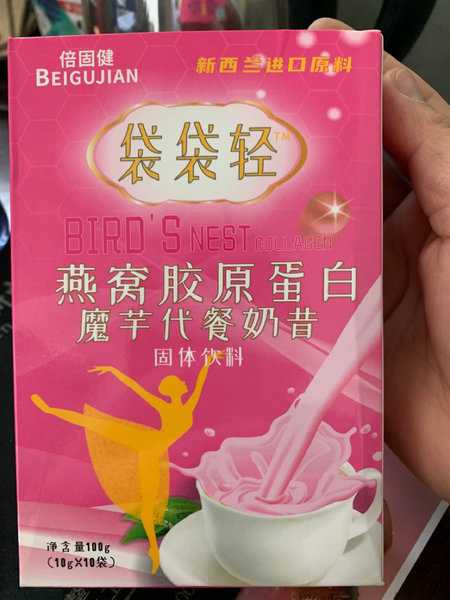 倍固健
BEIGUJIAN
新西兰进口原料
袋袋轻™
BIRD'S NEST COLLAGEN
燕窝胶原蛋白
魔芋代餐奶昔
固体饮料
净含量100g
(10g×10袋)